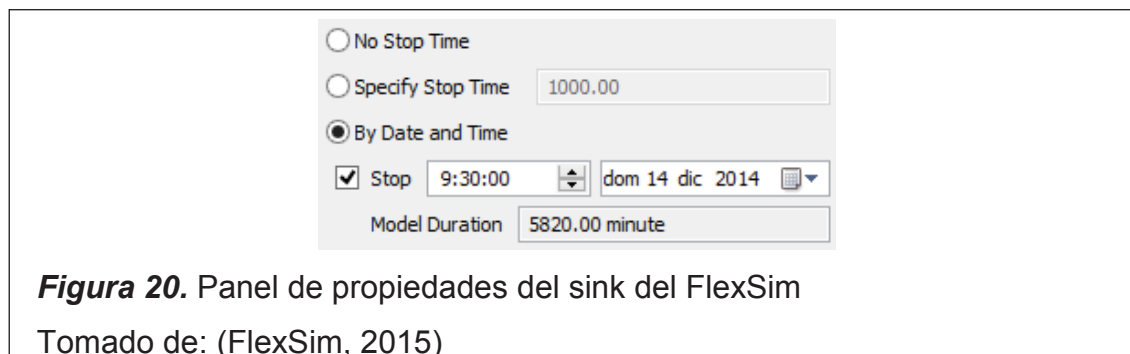 No Stop Time
Specify Stop Time 1000.00
By Date and Time
Stop 9:30:00 dom 14 dic 2014
Model Duration 5820.00 minute
Figura 20. Panel de propiedades del sink del FlexSim
Tomado de: (FlexSim, 2015)